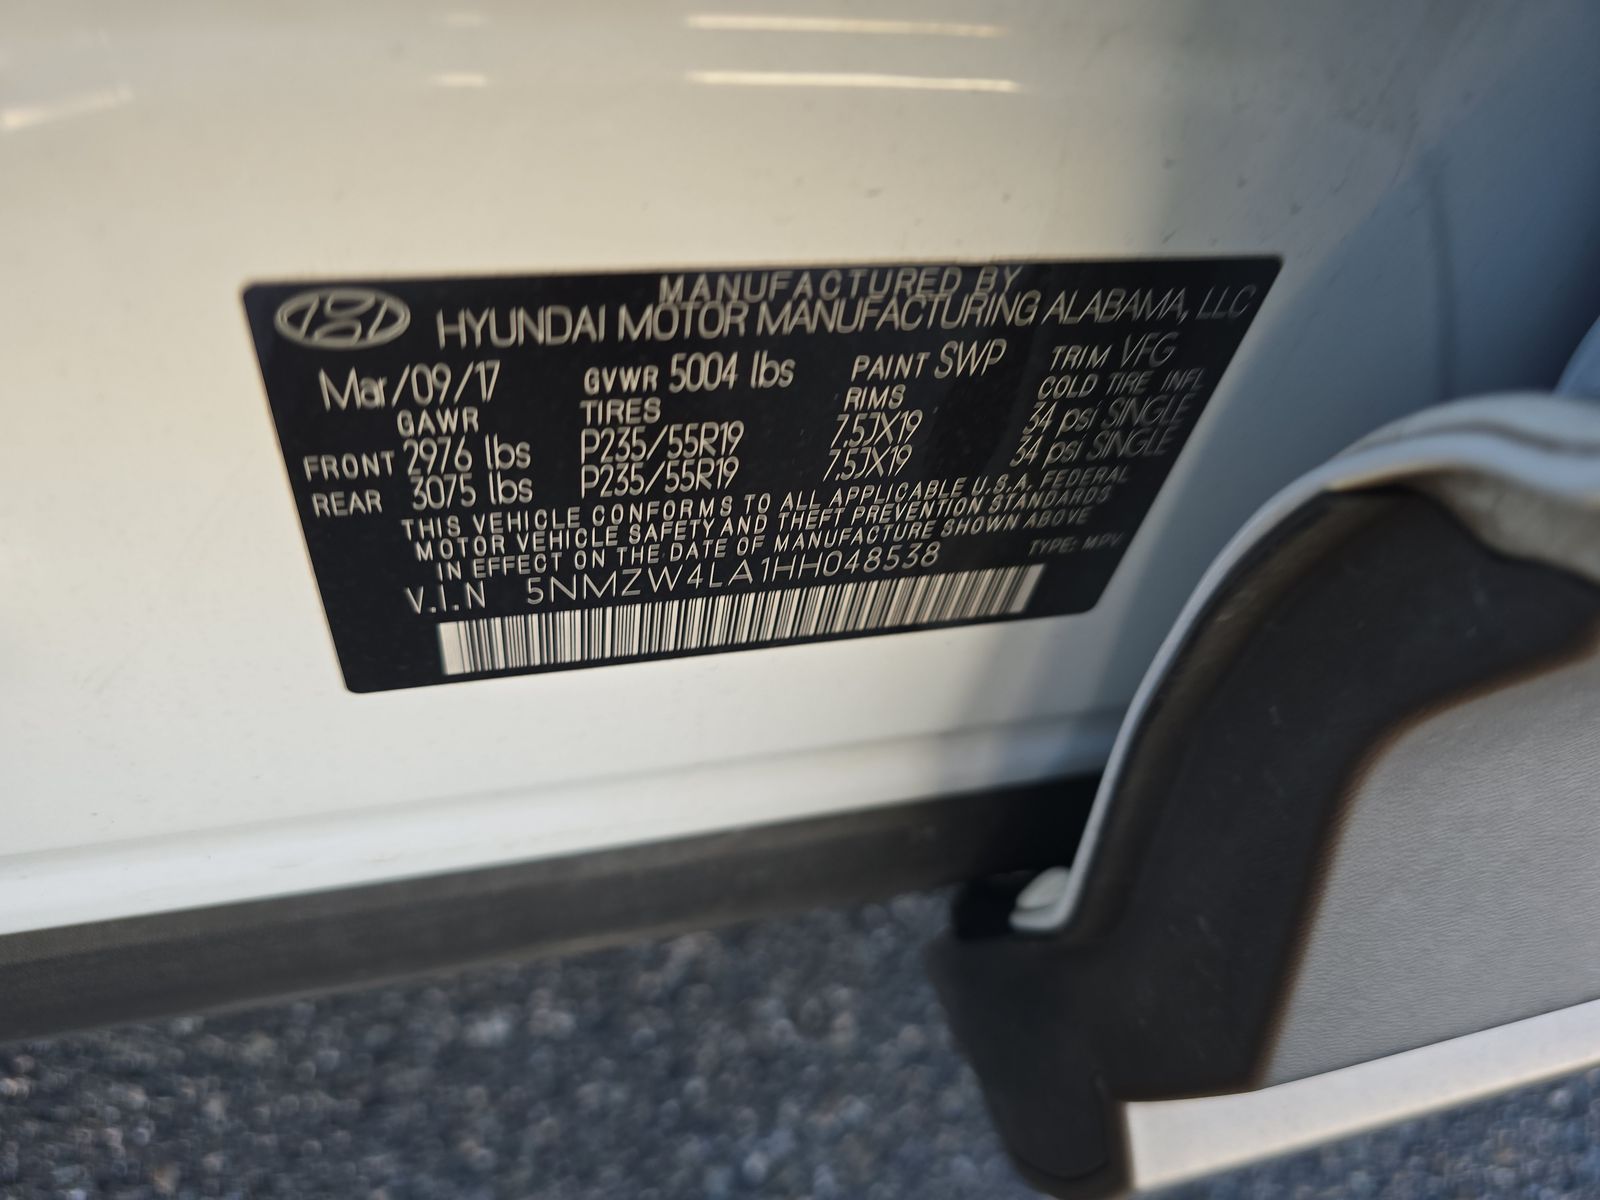 MANUFACTURED BY
HYUNDAI MOTOR MANUFACTURING ALABAMA, LLC
Mar/09/17 GVWR 5004 lbs PAINT SWP TRIM VFG
GAWR TIRES RIMS COLD TIRE INFL
FRONT 2976 lbs P235/55R19 7.5JX19 34 psi SINGLE
REAR 3075 lbs P235/55R19 7.5JX19 34 psi SINGLE
THIS VEHICLE CONFORMS TO ALL APPLICABLE U.S.A. FEDERAL
MOTOR VEHICLE SAFETY AND THEFT PREVENTION STANDARDS
IN EFFECT ON THE DATE OF MANUFACTURE SHOWN ABOVE
V.I.N 5NMZW4LA1HH048538 TYPE: MPV